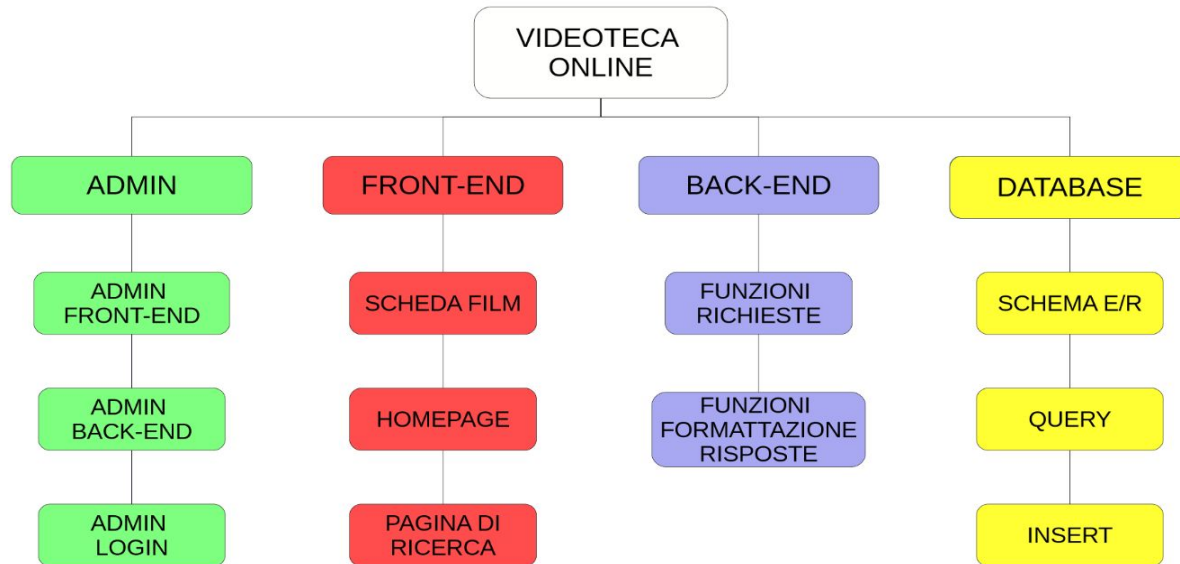 VIDEOTECA
ONLINE
ADMIN
FRONT-END
BACK-END
DATABASE
ADMIN
FRONT-END
SCHEDA FILM
FUNZIONI
RICHIESTE
SCHEMA E/R
ADMIN
BACK-END
HOMEPAGE
FUNZIONI
FORMATTAZIONE
RISPOSTE
QUERY
ADMIN
LOGIN
PAGINA DI
RICERCA
INSERT